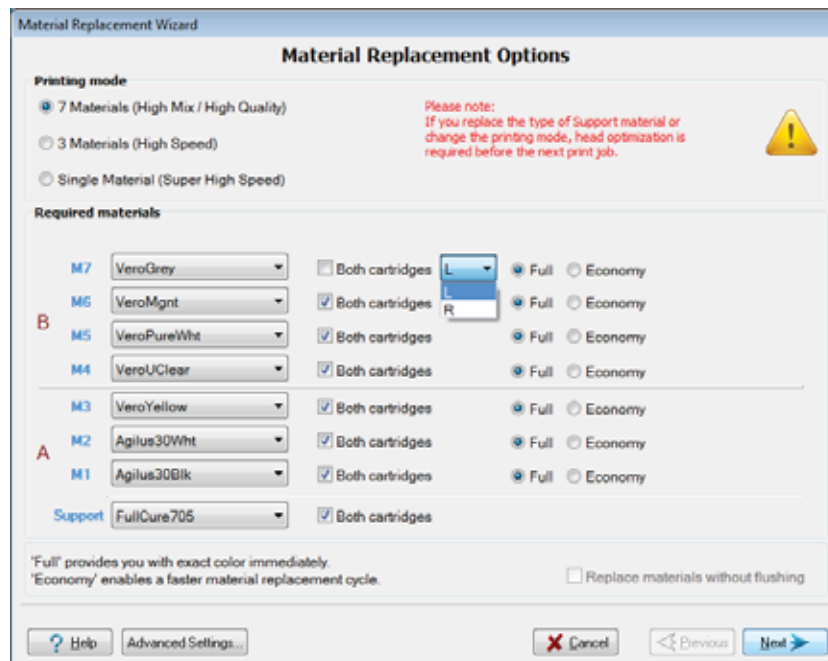 Material Replacement Wizard
Material Replacement Options
Printing mode
7 Materials (High Mix / High Quality)
3 Materials (High Speed)
Single Material (Super High Speed)
Please note:
If you replace the type of Support material or
change the printing mode, head optimization is
required before the next print job.
Required materials
M7 VeroGrey Both cartridges L Full Economy
L
R
M6 VeroMgnt Both cartridges Full Economy
B
M5 VeroPureWht Both cartridges Full Economy
M4 VeroUClear Both cartridges Full Economy
M3 VeroYellow Both cartridges Full Economy
A
M2 Agilus30Wht Both cartridges Full Economy
M1 Agilus30Blk Both cartridges Full Economy
Support FullCure705 Both cartridges
'Full' provides you with exact color immediately.
'Economy' enables a faster material replacement cycle.
Replace materials without flushing
? Help Advanced Settings... Cancel Previous Next